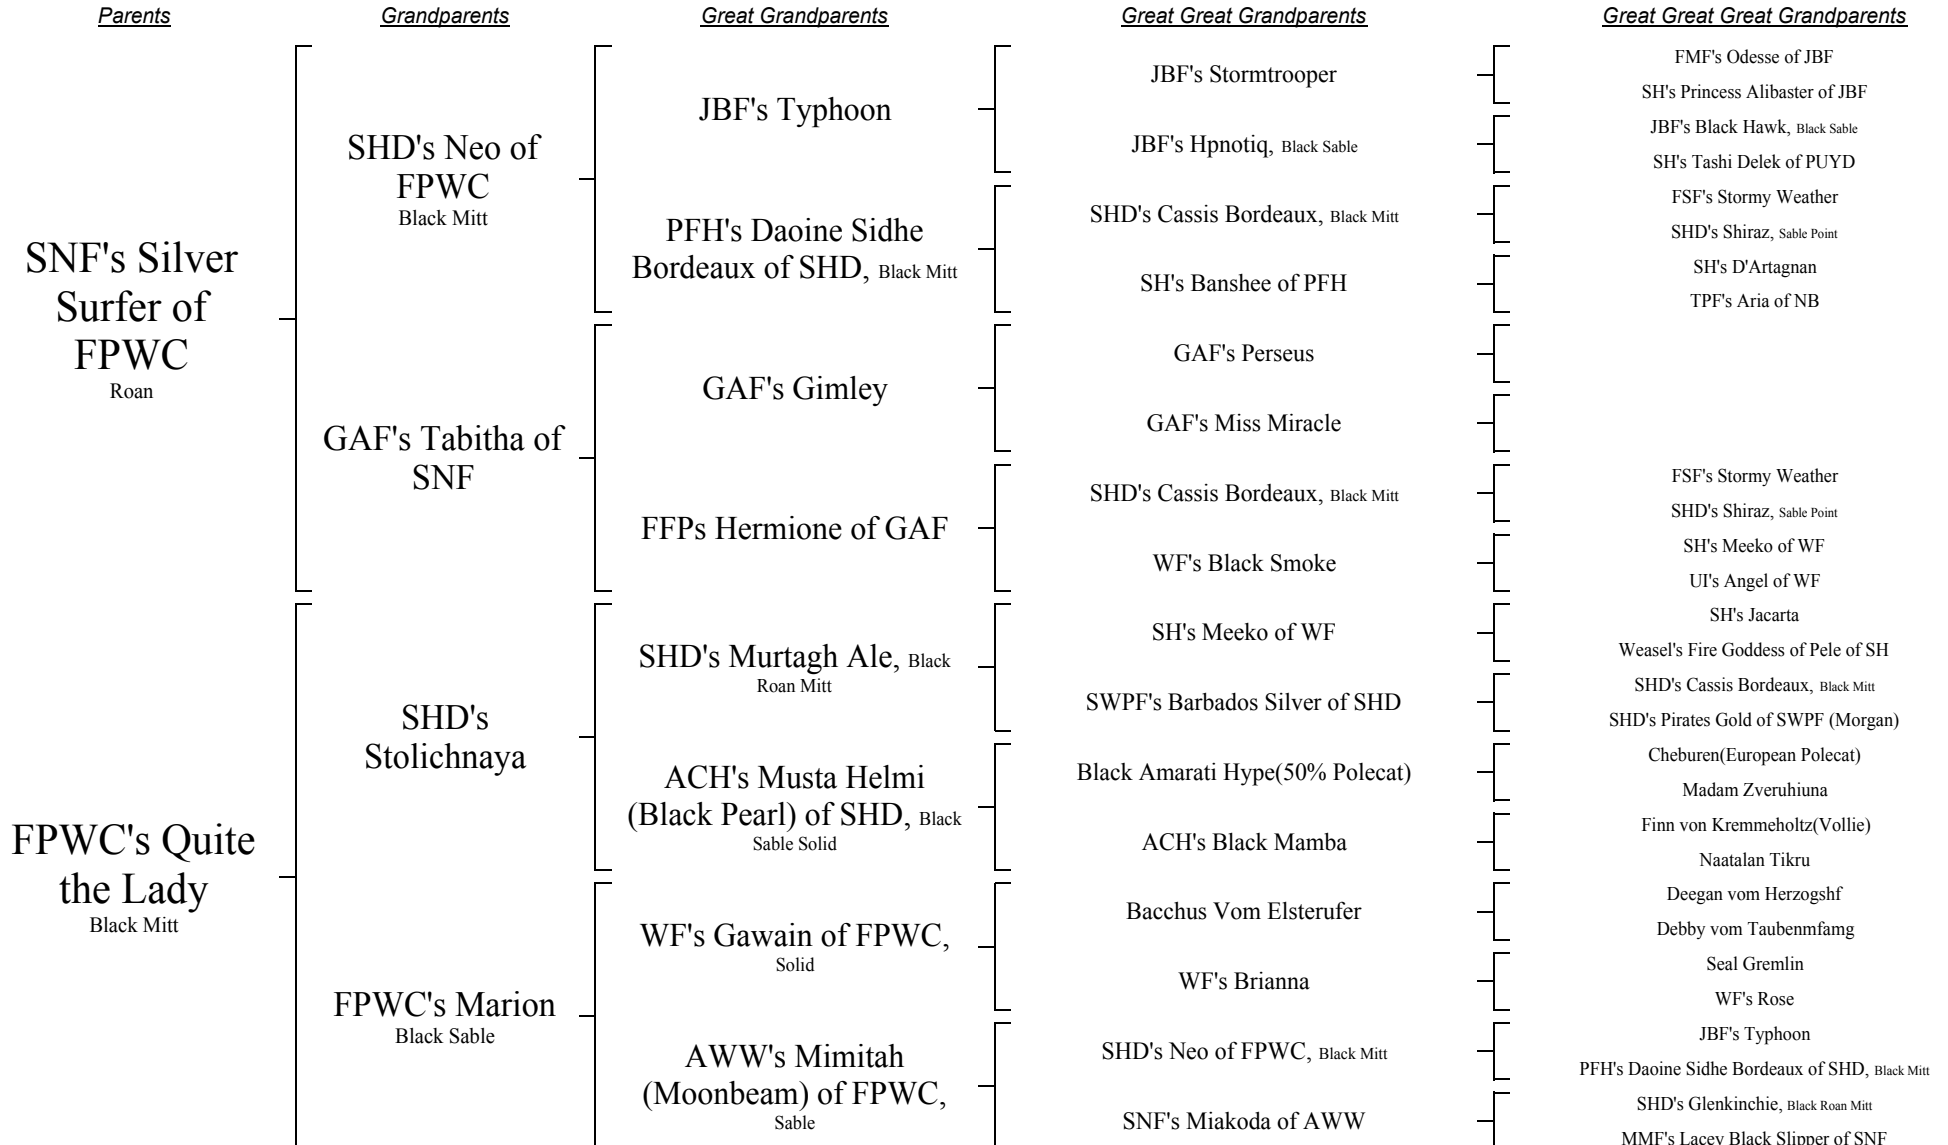 Parents
Grandparents
Great Grandparents
Great Great Grandparents
Great Great Great Grandparents
SNF's Silver
Surfer of
FPWC
Roan
FPWC's Quite
the Lady
Black Mitt
SHD's Neo of
FPWC
Black Mitt
GAF's Tabitha of
SNF
SHD's
Stolichnaya
FPWC's Marion
Black Sable
JBF's Typhoon
PFH's Daoine Sidhe
Bordeaux of SHD, Black Mitt
GAF's Gimley
FFPs Hermione of GAF
SHD's Murtagh Ale, Black
Roan Mitt
ACH's Musta Helmi
(Black Pearl) of SHD, Black
Sable Solid
WF's Gawain of FPWC,
Solid
AWW's Mimitah
(Moonbeam) of FPWC,
Sable
JBF's Stormtrooper
JBF's Hpnotiq, Black Sable
SHD's Cassis Bordeaux, Black Mitt
SH's Banshee of PFH
GAF's Perseus
GAF's Miss Miracle
SHD's Cassis Bordeaux, Black Mitt
WF's Black Smoke
SH's Meeko of WF
SWPF's Barbados Silver of SHD
Black Amarati Hype(50% Polecat)
ACH's Black Mamba
Bacchus Vom Elsterufer
WF's Brianna
SHD's Neo of FPWC, Black Mitt
SNF's Miakoda of AWW
FMF's Odesse of JBF
SH's Princess Alibaster of JBF
JBF's Black Hawk, Black Sable
SH's Tashi Delek of PUYD
FSF's Stormy Weather
SHD's Shiraz, Sable Point
SH's D'Artagnan
TPF's Aria of NB
FSF's Stormy Weather
SHD's Shiraz, Sable Point
SH's Meeko of WF
UI's Angel of WF
SH's Jacarta
Weasel's Fire Goddess of Pele of SH
SHD's Cassis Bordeaux, Black Mitt
SHD's Pirates Gold of SWPF (Morgan)
Cheburen(European Polecat)
Madam Zveruhiuna
Finn von Kremmeholtz(Vollie)
Naatalan Tikru
Deegan vom Herzogshf
Debby vom Taubenmfamg
Seal Gremlin
WF's Rose
JBF's Typhoon
PFH's Daoine Sidhe Bordeaux of SHD, Black Mitt
SHD's Glenkinchie, Black Roan Mitt
MMF's Lacey Black Slipper of SNF